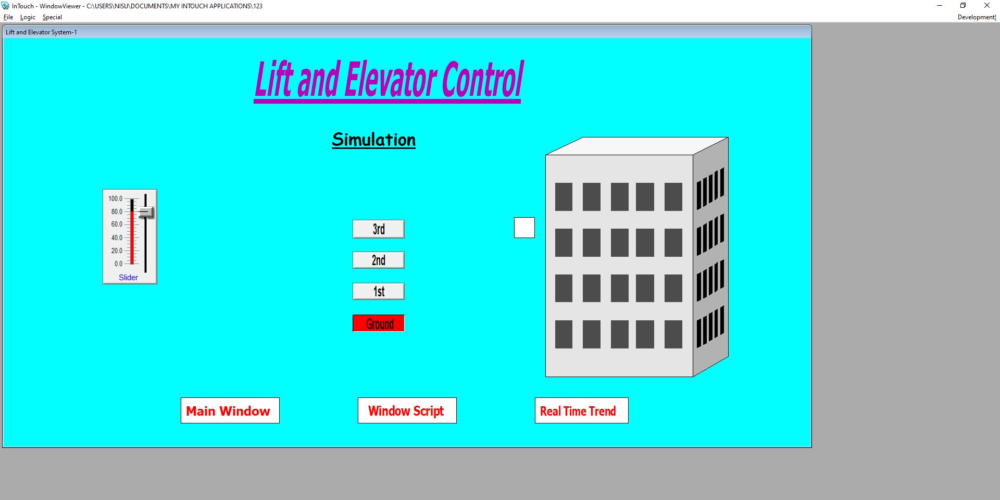 InTouch - WindowViewer - C:\USERS\NISU\DOCUMENTS\MY INTOUCH APPLICATIONS\123
File Logic Special Development!
Lift and Elevator System-1
Lift and Elevator Control
Simulation
100.0
80.0
60.0
40.0
20.0
0.0
Slider
3rd
2nd
1st
Ground
Main Window
Window Script
Real Time Trend